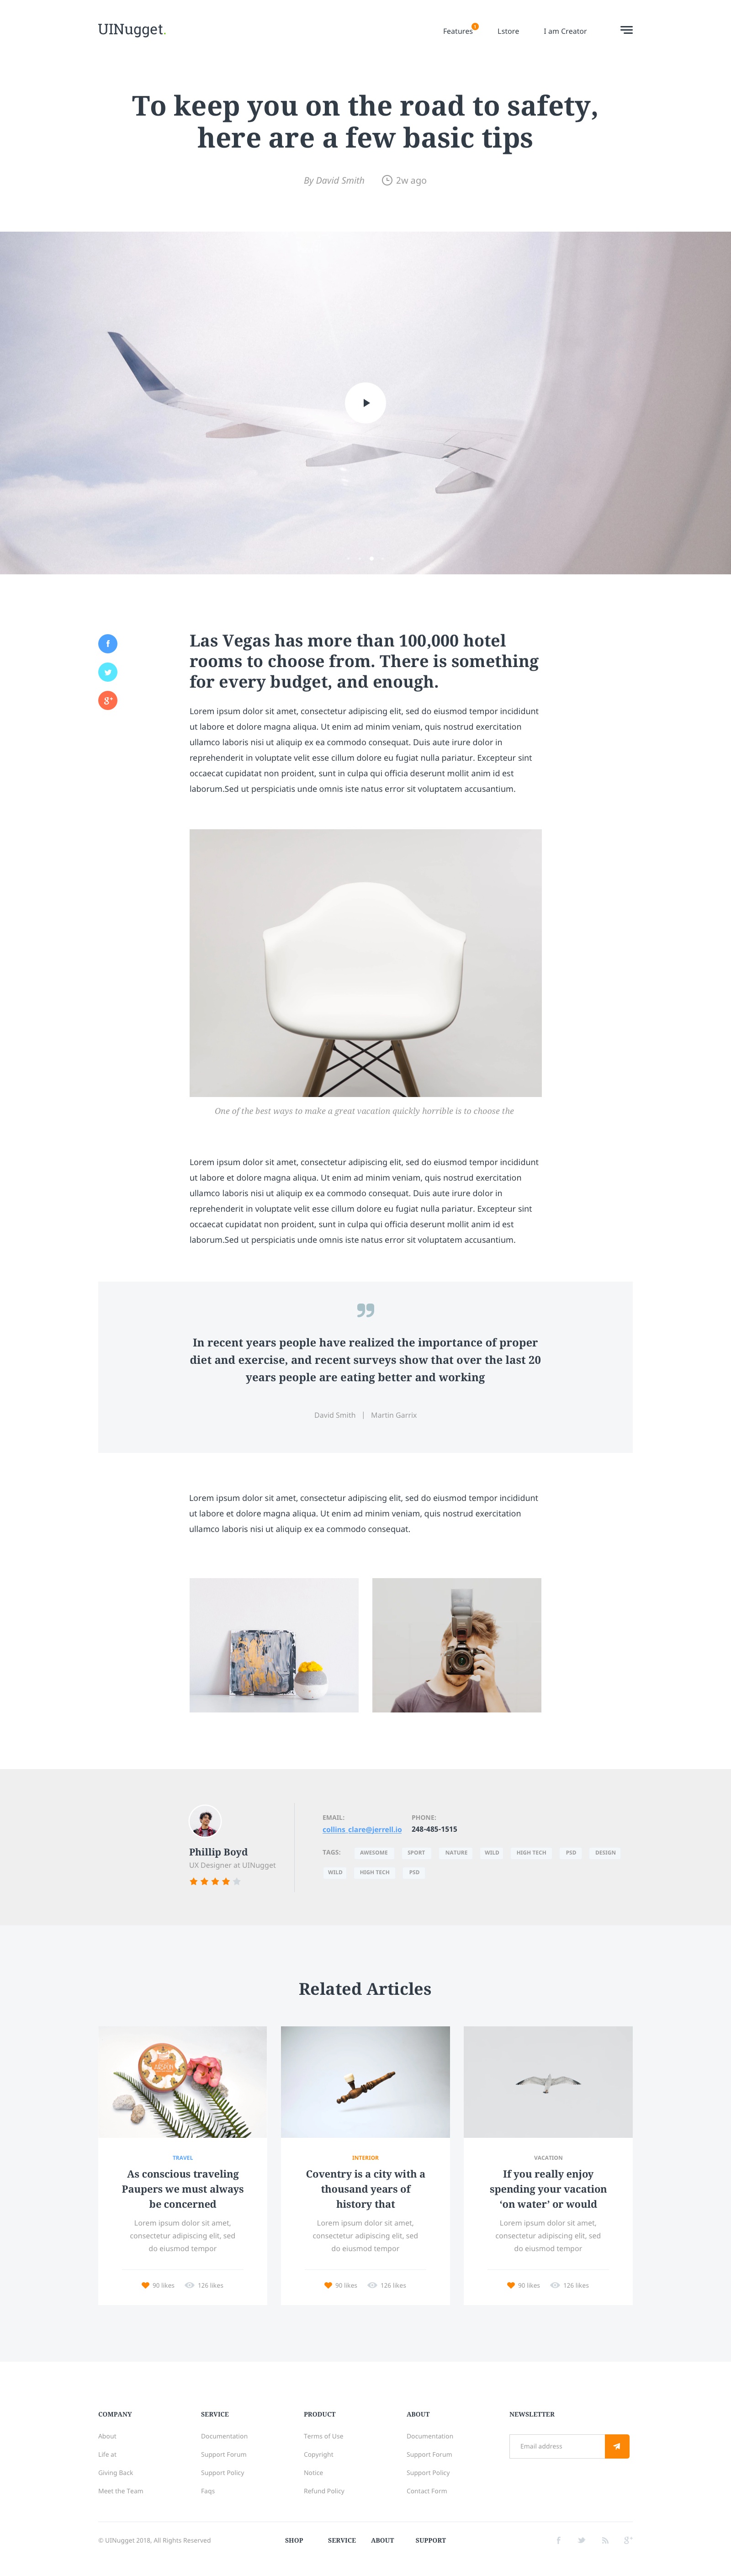 UINugget.
Features
Lstore
I am Creator
To keep you on the road to safety,
here are a few basic tips
By David Smith
2w ago
Las Vegas has more than 100,000 hotel
rooms to choose from. There is something
for every budget, and enough.
Lorem ipsum dolor sit amet, consectetur adipiscing elit, sed do eiusmod tempor incididunt
ut labore et dolore magna aliqua. Ut enim ad minim veniam, quis nostrud exercitation
ullamco laboris nisi ut aliquip ex ea commodo consequat. Duis aute irure dolor in
reprehenderit in voluptate velit esse cillum dolore eu fugiat nulla pariatur. Excepteur sint
occaecat cupidatat non proident, sunt in culpa qui officia deserunt mollit anim id est
laborum.Sed ut perspiciatis unde omnis iste natus error sit voluptatem accusantium.
One of the best ways to make a great vacation quickly horrible is to choose the
Lorem ipsum dolor sit amet, consectetur adipiscing elit, sed do eiusmod tempor incididunt
ut labore et dolore magna aliqua. Ut enim ad minim veniam, quis nostrud exercitation
ullamco laboris nisi ut aliquip ex ea commodo consequat. Duis aute irure dolor in
reprehenderit in voluptate velit esse cillum dolore eu fugiat nulla pariatur. Excepteur sint
occaecat cupidatat non proident, sunt in culpa qui officia deserunt mollit anim id est
laborum.Sed ut perspiciatis unde omnis iste natus error sit voluptatem accusantium.
In recent years people have realized the importance of proper
diet and exercise, and recent surveys show that over the last 20
years people are eating better and working
David Smith | Martin Garrix
Lorem ipsum dolor sit amet, consectetur adipiscing elit, sed do eiusmod tempor incididunt
ut labore et dolore magna aliqua. Ut enim ad minim veniam, quis nostrud exercitation
ullamco laboris nisi ut aliquip ex ea commodo consequat.
Phillip Boyd
UX Designer at UINugget
EMAIL:
collins_clare@jerrell.io
PHONE:
248-485-1515
TAGS: AWESOME SPORT NATURE WILD HIGH TECH PSD DESIGN
WILD HIGH TECH PSD
Related Articles
TRAVEL
As conscious traveling
Paupers we must always
be concerned
Lorem ipsum dolor sit amet,
consectetur adipiscing elit, sed
do eiusmod tempor
90 likes 126 likes
INTERIOR
Coventry is a city with a
thousand years of
history that
Lorem ipsum dolor sit amet,
consectetur adipiscing elit, sed
do eiusmod tempor
90 likes 126 likes
VACATION
If you really enjoy
spending your vacation
‘on water’ or would
Lorem ipsum dolor sit amet,
consectetur adipiscing elit, sed
do eiusmod tempor
90 likes 126 likes
COMPANY
About
Life at
Giving Back
Meet the Team
SERVICE
Documentation
Support Forum
Support Policy
Faqs
PRODUCT
Terms of Use
Copyright
Notice
Refund Policy
ABOUT
Documentation
Support Forum
Support Policy
Contact Form
NEWSLETTER
Email address
© UINugget 2018, All Rights Reserved
SHOP SERVICE ABOUT SUPPORT